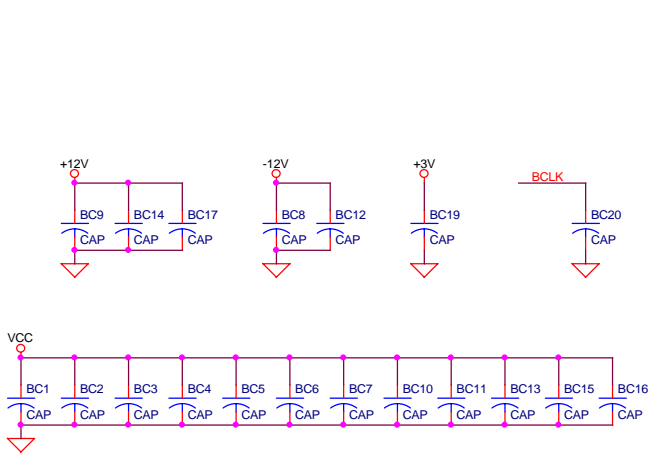 +12V -12V +3V BCLK
BC9 BC14 BC17 BC8 BC12 BC19 BC20
CAP CAP CAP CAP CAP CAP CAP
VCC
BC1 BC2 BC3 BC4 BC5 BC6 BC7 BC10 BC11 BC13 BC15 BC16
CAP CAP CAP CAP CAP CAP CAP CAP CAP CAP CAP CAP